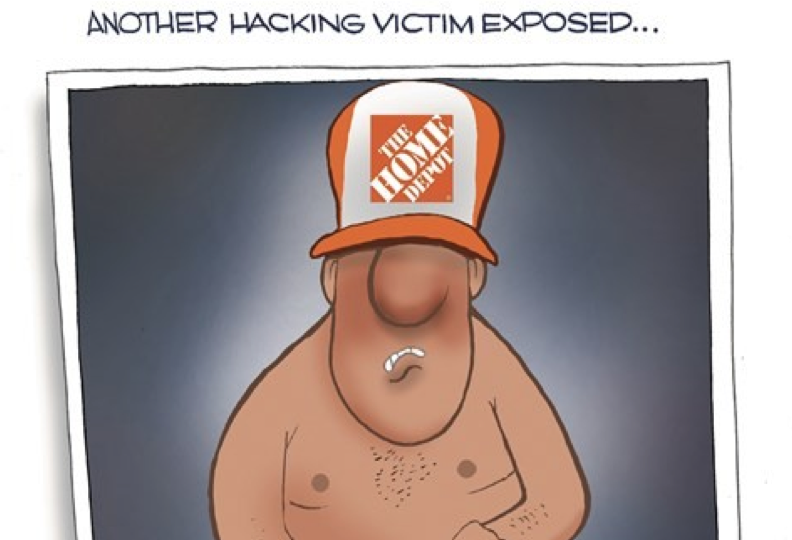 ANOTHER HACKING VICTIM EXPOSED...
THE
HOME
DEPOT